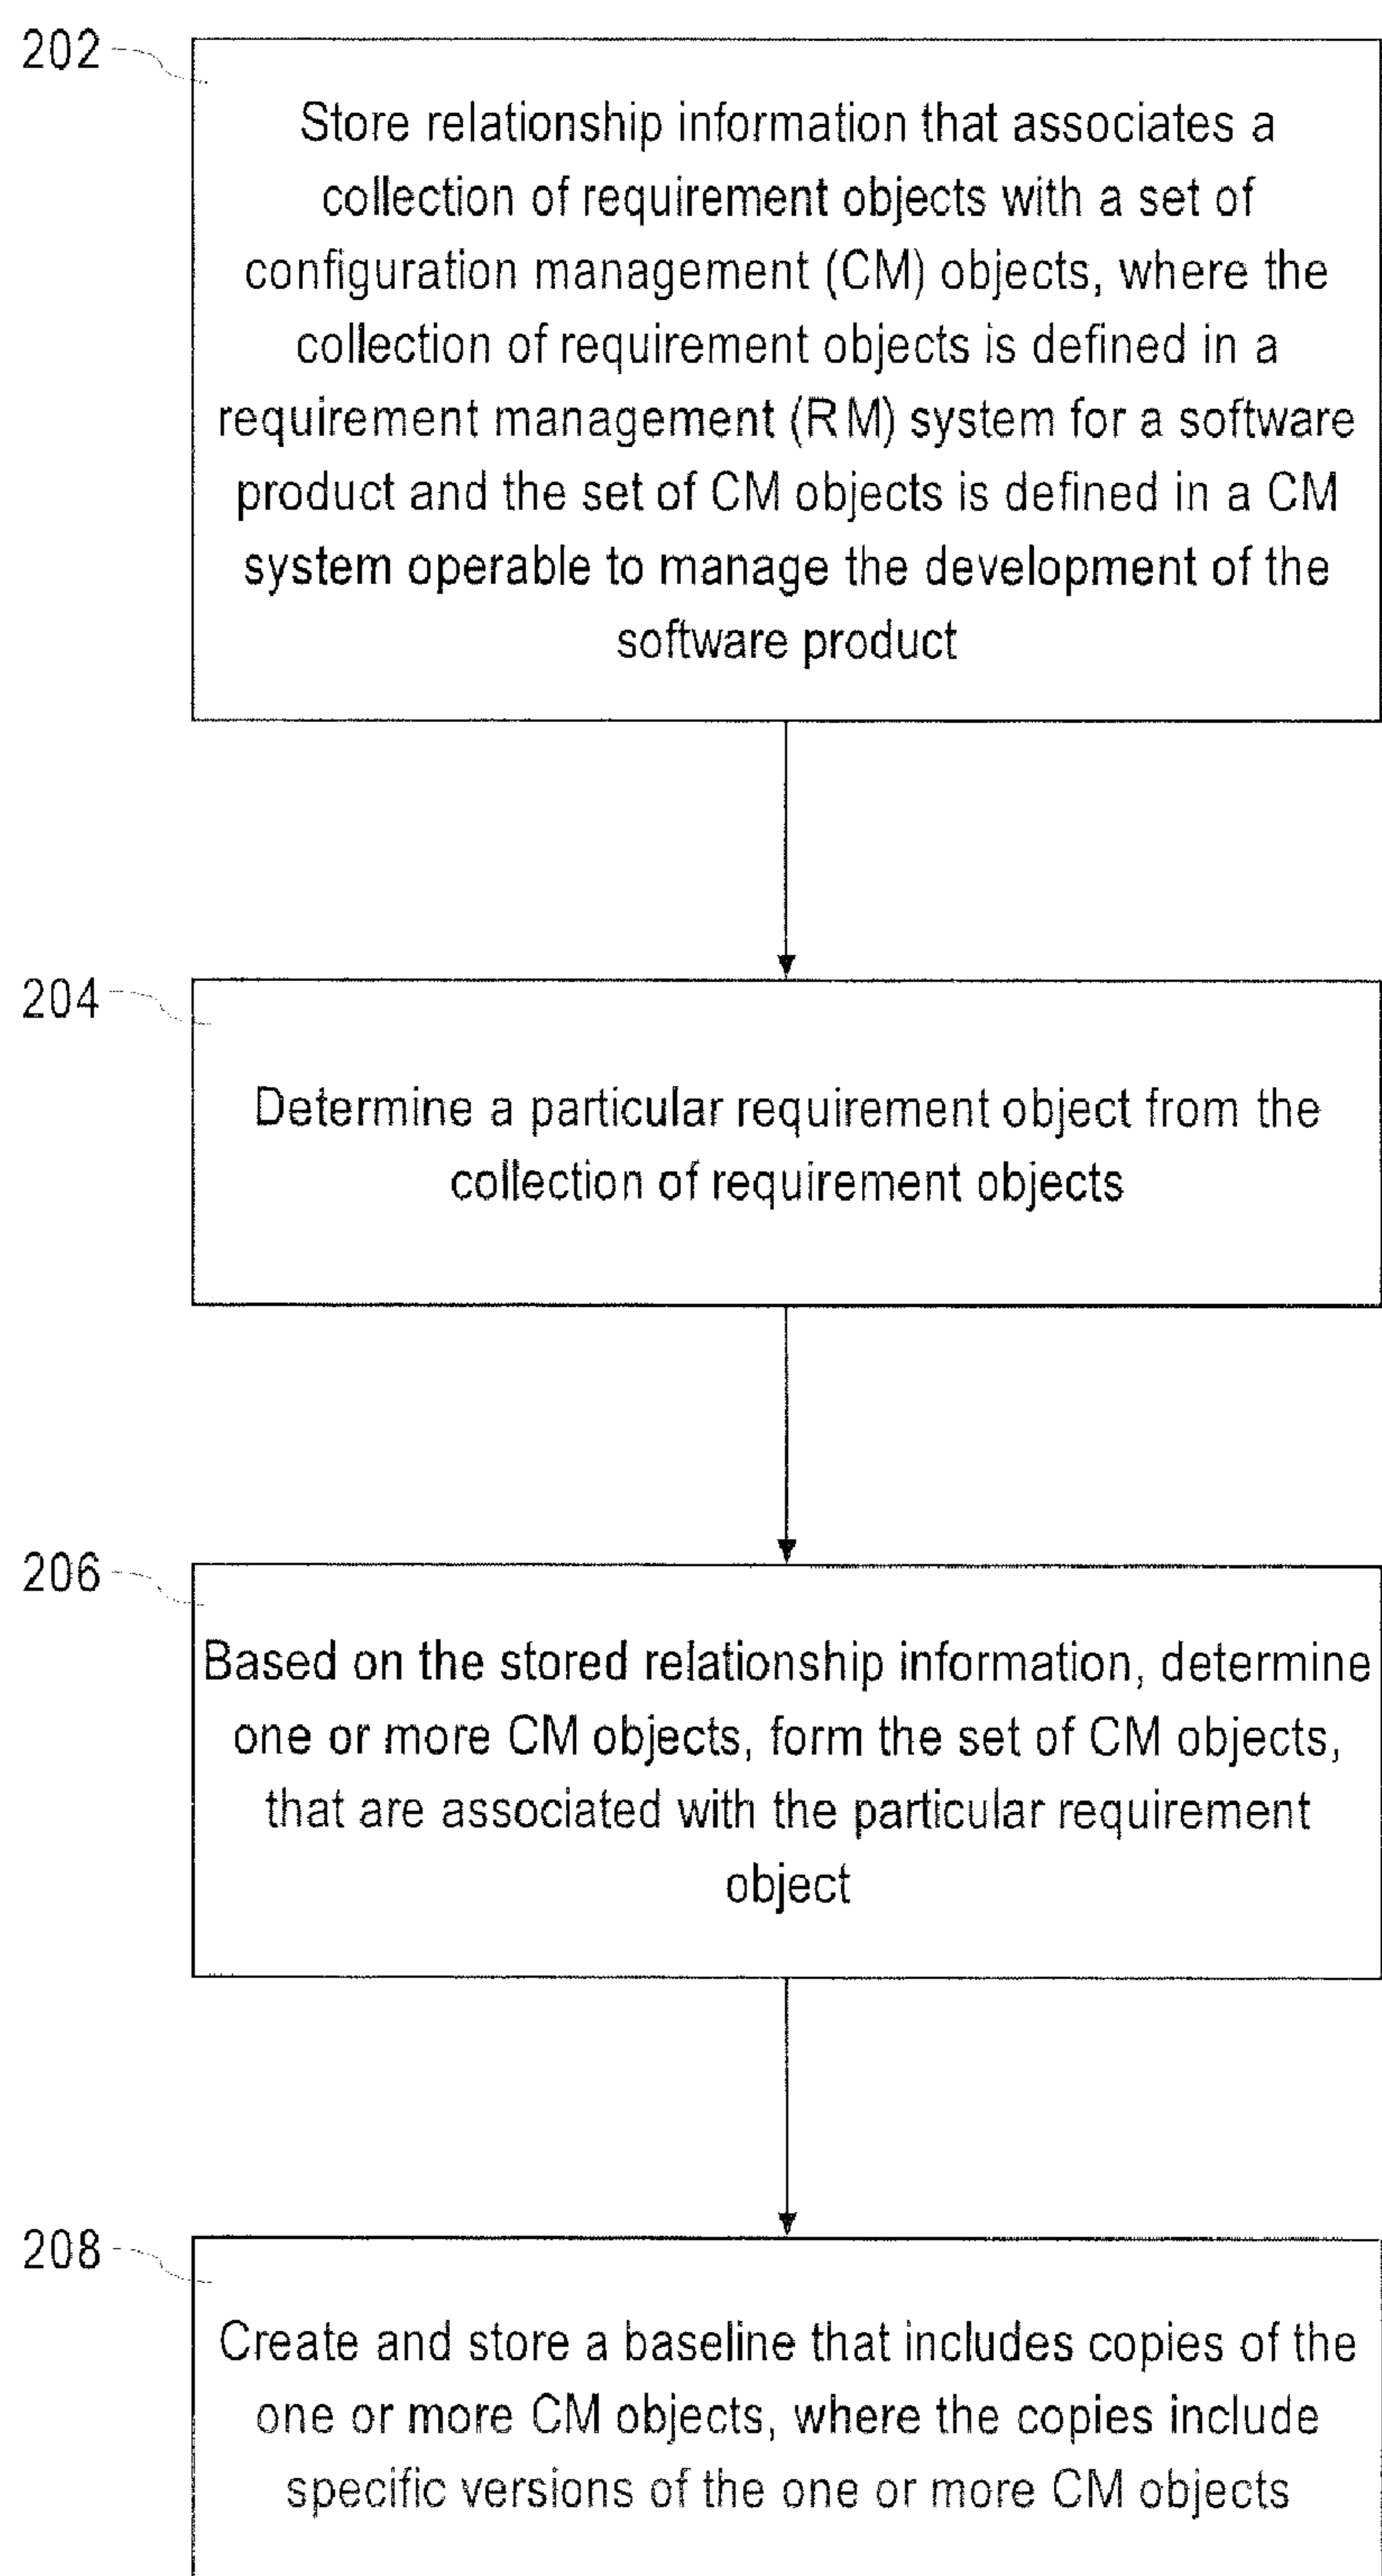 202
Store relationship information that associates a
collection of requirement objects with a set of
configuration management (CM) objects, where the
collection of requirement objects is defined in a
requirement management (RM) system for a software
product and the set of CM objects is defined in a CM
system operable to manage the development of the
software product
204
Determine a particular requirement object from the
collection of requirement objects
206
Based on the stored relationship information, determine
one or more CM objects, form the set of CM objects,
that are associated with the particular requirement
object
208
Create and store a baseline that includes copies of the
one or more CM objects, where the copies include
specific versions of the one or more CM objects